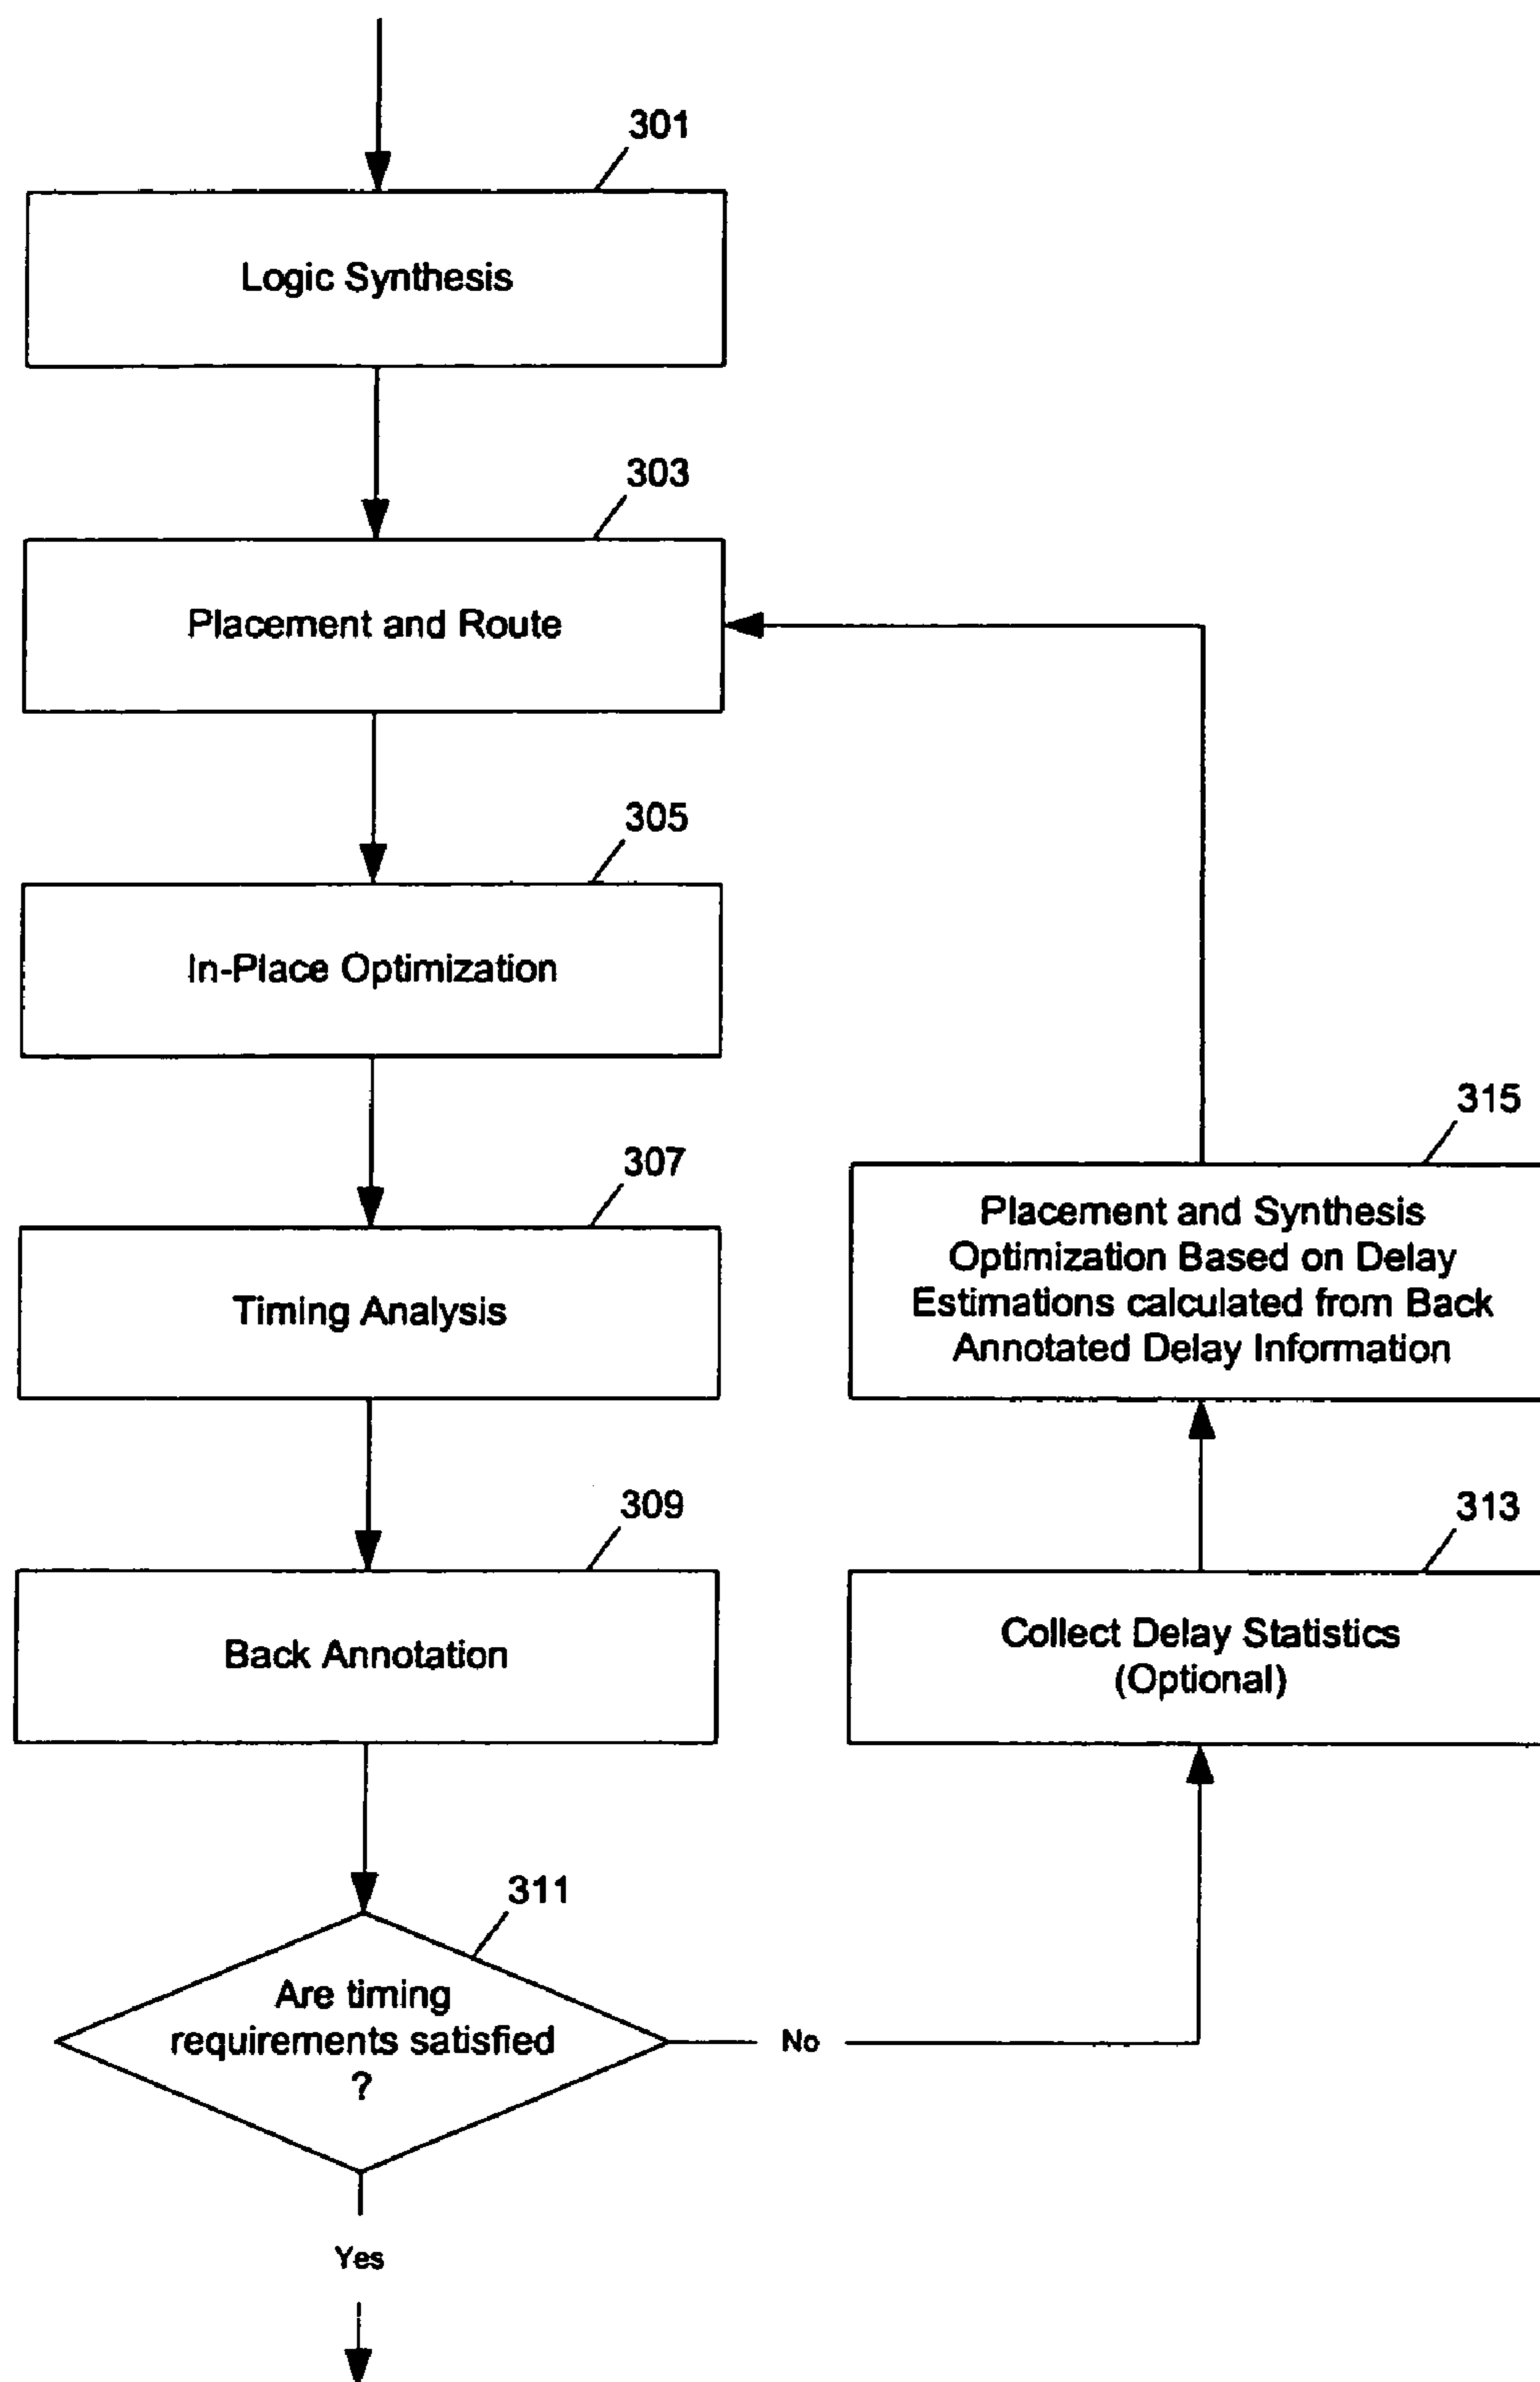 301
Logic Synthesis
303
Placement and Route
305
In-Place Optimization
307
Timing Analysis
309
Back Annotation
311
Are timing
requirements satisfied
?
No
Yes
315
Placement and Synthesis
Optimization Based on Delay
Estimations calculated from Back
Annotated Delay Information
313
Collect Delay Statistics
(Optional)